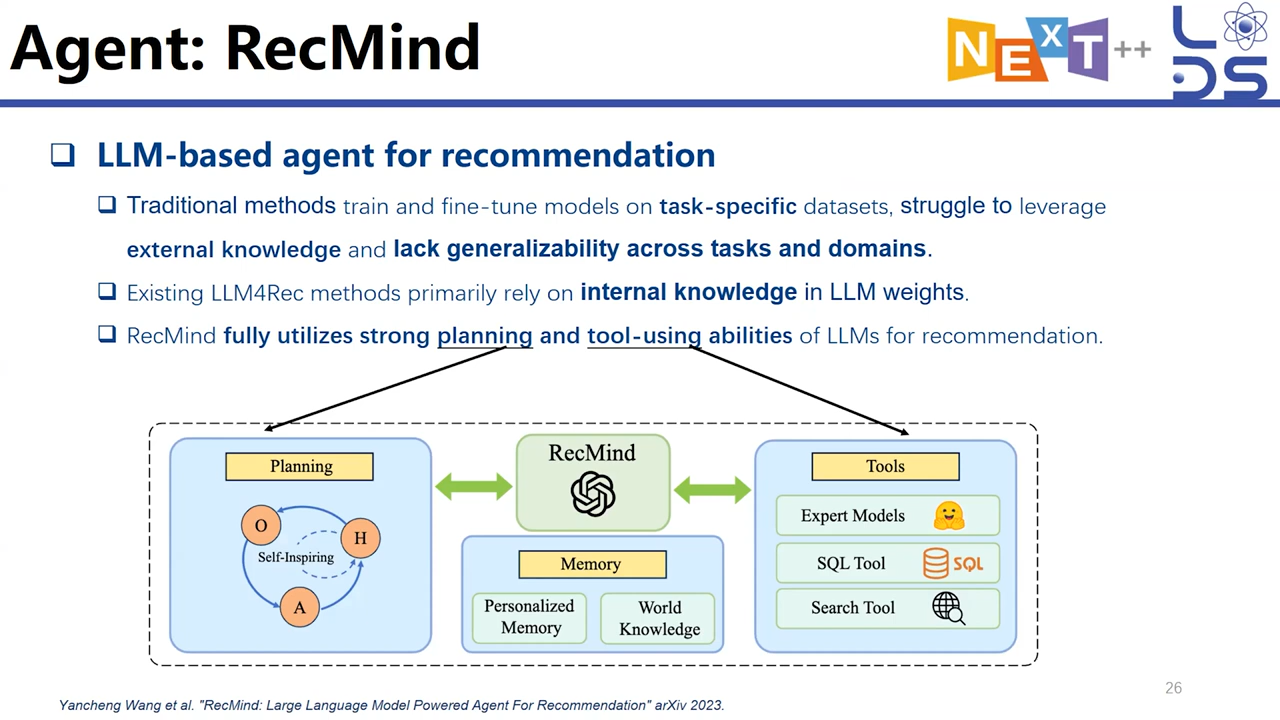 Agent: RecMind
NEXT++
LDS
LLM-based agent for recommendation
Traditional methods train and fine-tune models on task-specific datasets, struggle to leverage
external knowledge and lack generalizability across tasks and domains.
Existing LLM4Rec methods primarily rely on internal knowledge in LLM weights.
RecMind fully utilizes strong planning and tool-using abilities of LLMs for recommendation.
Planning
O
H
Self-Inspiring
A
RecMind
Memory
Personalized
Memory
World
Knowledge
Tools
Expert Models
SQL Tool
SQL
Search Tool
26
Yancheng Wang et al. "RecMind: Large Language Model Powered Agent For Recommendation" arXiv 2023.